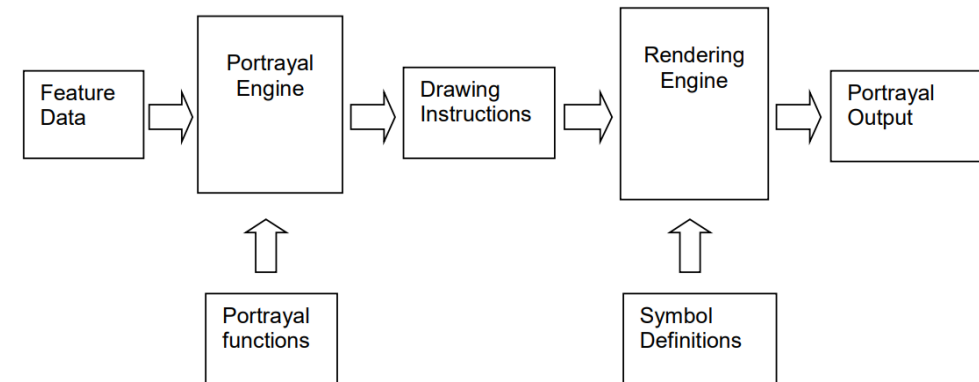 Feature
Data
Portrayal
Engine
Drawing
Instructions
Rendering
Engine
Portrayal
Output
Portrayal
functions
Symbol
Definitions